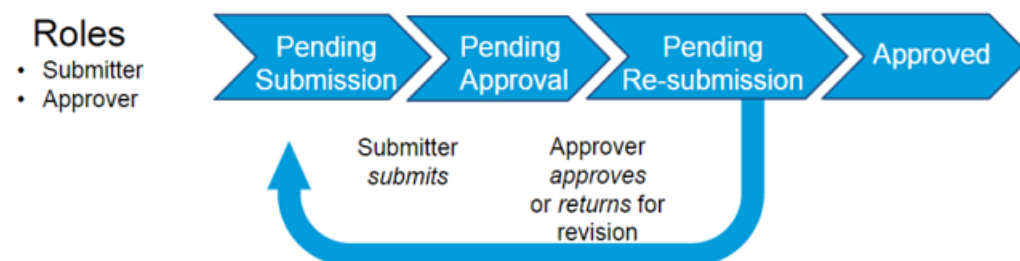 Roles
• Submitter
• Approver
Pending
Submission
Pending
Approval
Pending
Re-submission
Approved
Submitter
submits
Approver
approves
or returns for
revision